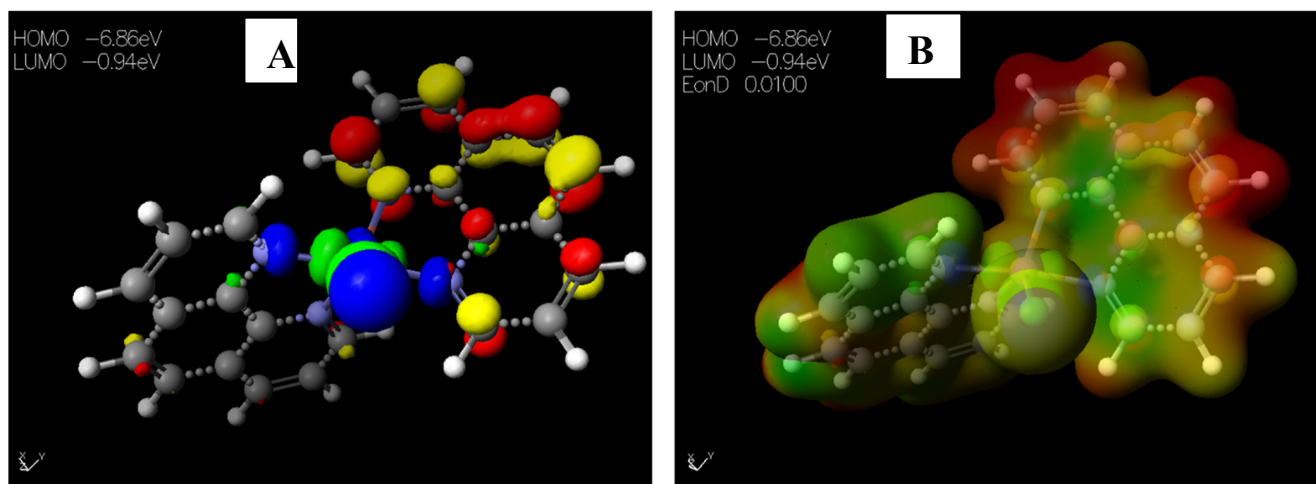 HOMO -6.86eV
LUMO -0.94eV
A
X Y
Z
HOMO -6.86eV
LUMO -0.94eV
EonD 0.0100
B
X Y
Z